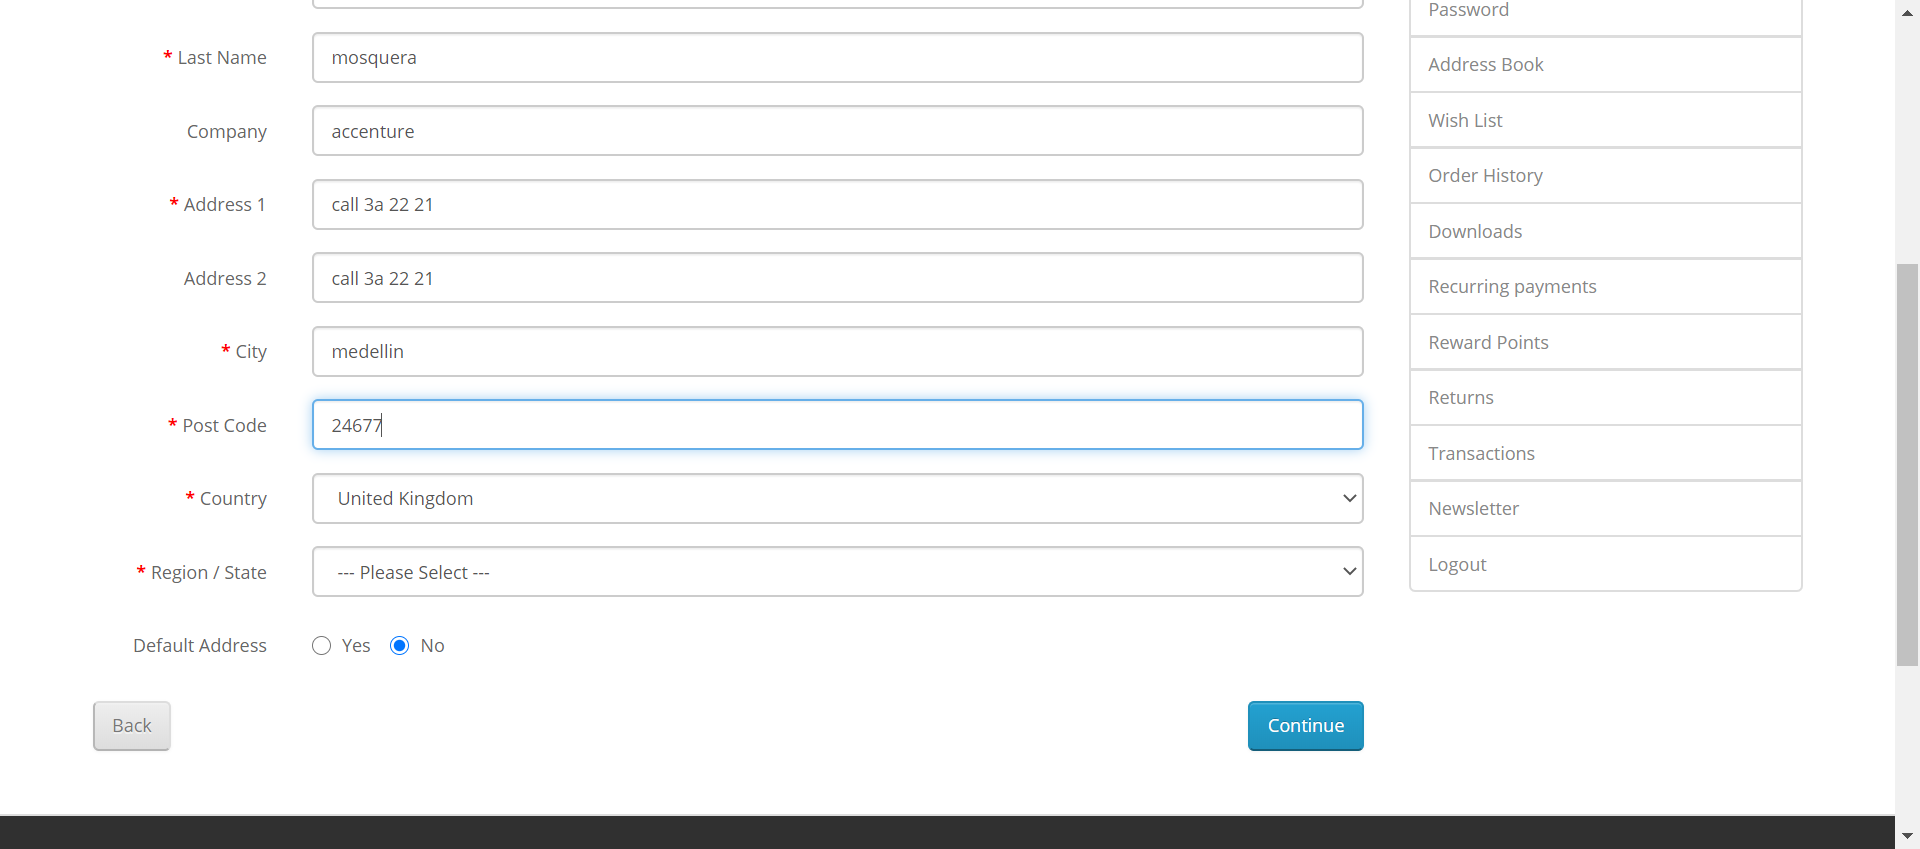 * Last Name mosquera
Company accenture
* Address 1 call 3a 22 21
Address 2 call 3a 22 21
* City medellin
* Post Code 24677
* Country United Kingdom
* Region / State --- Please Select ---
Default Address Yes No
Back Continue
Password
Address Book
Wish List
Order History
Downloads
Recurring payments
Reward Points
Returns
Transactions
Newsletter
Logout